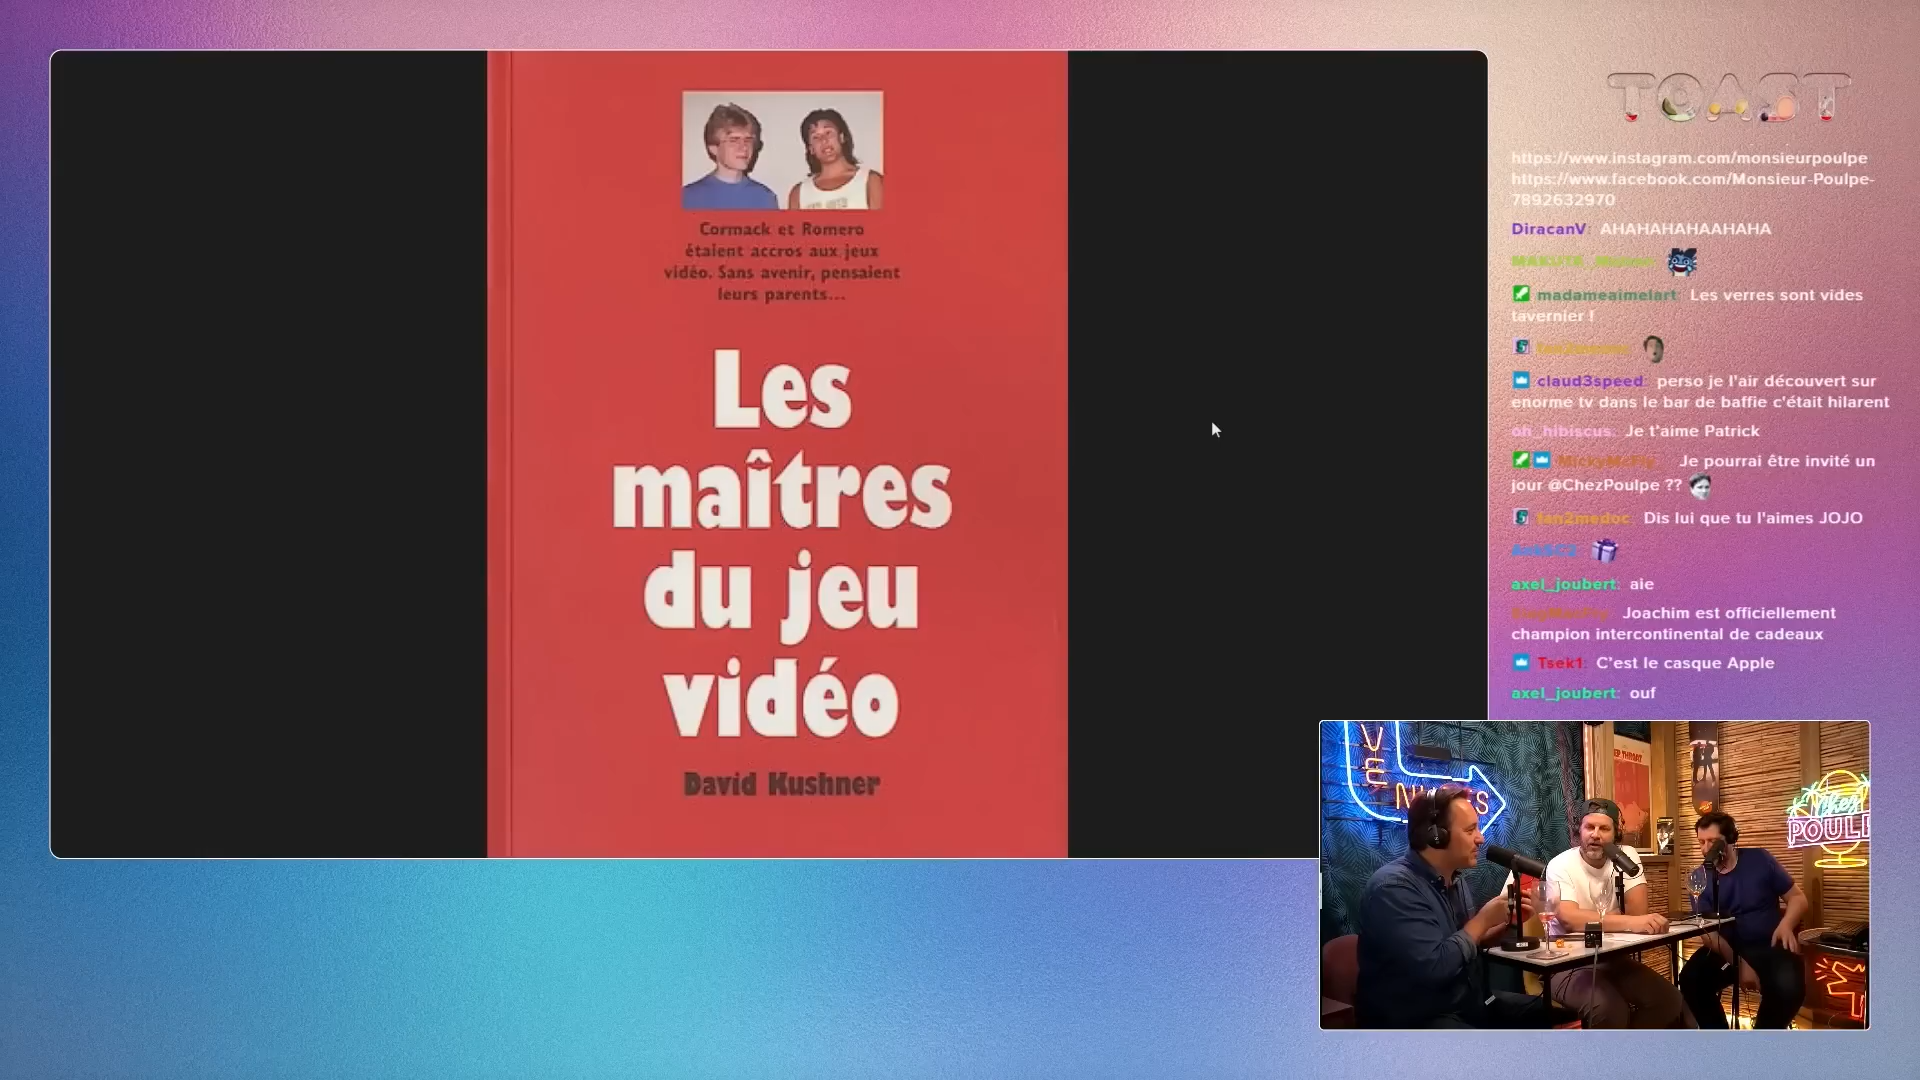 Cormack et Romero
étaient accros aux jeux
vidéo. Sans avenir, pensaient
leurs parents...
Les
maîtres
du jeu
vidéo
David Kushner
TOAST
https://www.instagram.com/monsieurpoulpe
https://www.facebook.com/Monsieur-Poulpe-
7892632970
DiracanV: AHAHAHAHAAHAHA
madameaimelart: Les verres sont vides
tavernier !
claud3speed: perso je l'air découvert sur
enorme tv dans le bar de baffie c'était hilarent
oh_hibiscus: Je t'aime Patrick
Je pourrai être invité un
jour @ChezPoulpe ??
fan2medoc: Dis lui que tu l'aimes JOJO
axel_joubert: aie
Joachim est officiellement
champion intercontinental de cadeaux
Tsek1: C'est le casque Apple
axel_joubert: ouf
Chez